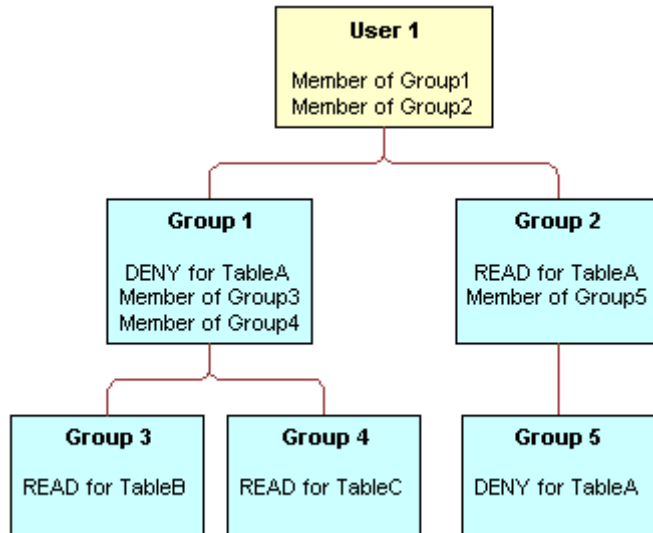 User 1
Member of Group1
Member of Group2
Group 1
DENY for TableA
Member of Group3
Member of Group4
Group 2
READ for TableA
Member of Group5
Group 3
READ for TableB
Group 4
READ for TableC
Group 5
DENY for TableA